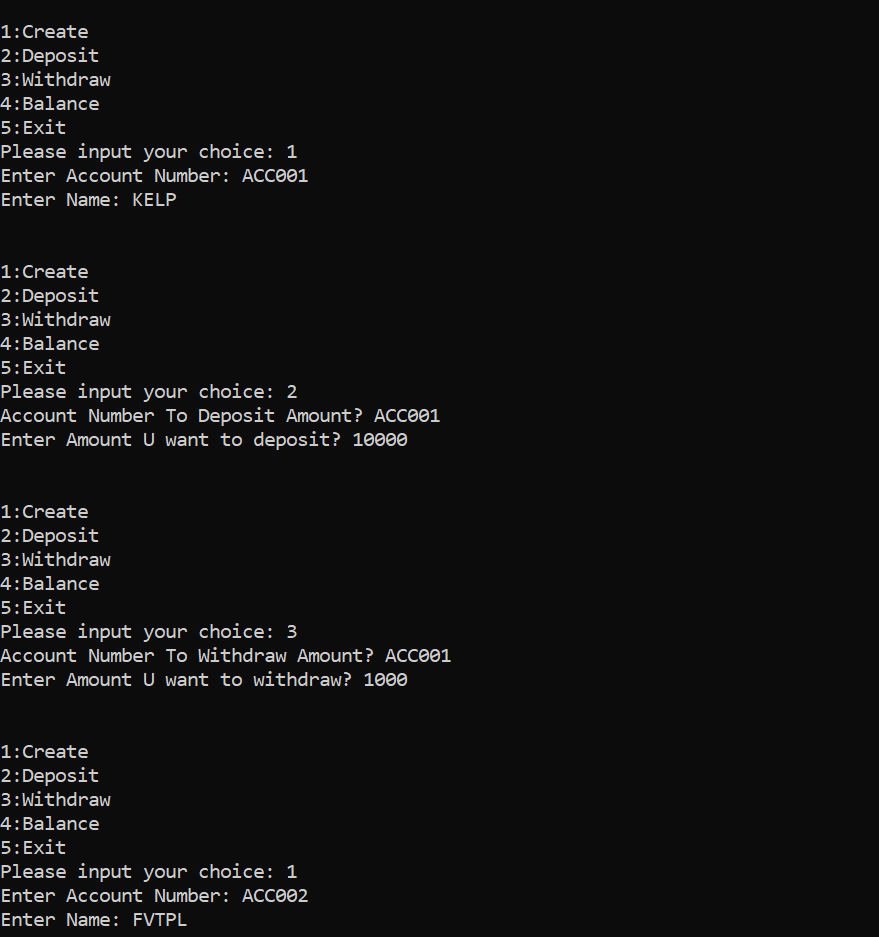 1:Create
2:Deposit
3:Withdraw
4:Balance
5:Exit
Please input your choice: 1
Enter Account Number: ACC001
Enter Name: KELP
1:Create
2:Deposit
3:Withdraw
4:Balance
5:Exit
Please input your choice: 2
Account Number To Deposit Amount? ACC001
Enter Amount U want to deposit? 10000
1:Create
2:Deposit
3:Withdraw
4:Balance
5:Exit
Please input your choice: 3
Account Number To Withdraw Amount? ACC001
Enter Amount U want to withdraw? 1000
1:Create
2:Deposit
3:Withdraw
4:Balance
5:Exit
Please input your choice: 1
Enter Account Number: ACC002
Enter Name: FVTPL